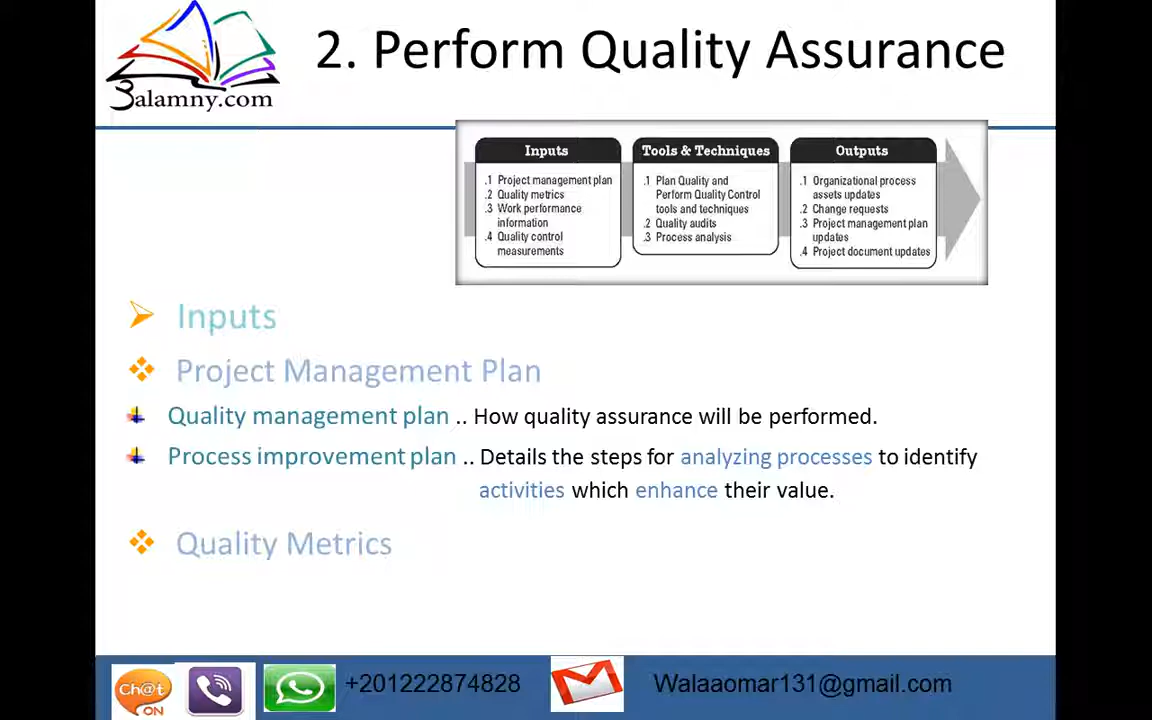 3alamny.com
2. Perform Quality Assurance
Inputs
.1 Project management plan
.2 Quality metrics
.3 Work performance
information
.4 Quality control
measurements
Tools & Techniques
.1 Plan Quality and
Perform Quality Control
tools and techniques
.2 Quality audits
.3 Process analysis
Outputs
.1 Organizational process
assets updates
.2 Change requests
.3 Project management plan
updates
.4 Project document updates
Inputs
Project Management Plan
Quality management plan .. How quality assurance will be performed.
Process improvement plan .. Details the steps for analyzing processes to identify
activities which enhance their value.
Quality Metrics
Ch@t
ON
+201222874828
Walaaomar131@gmail.com